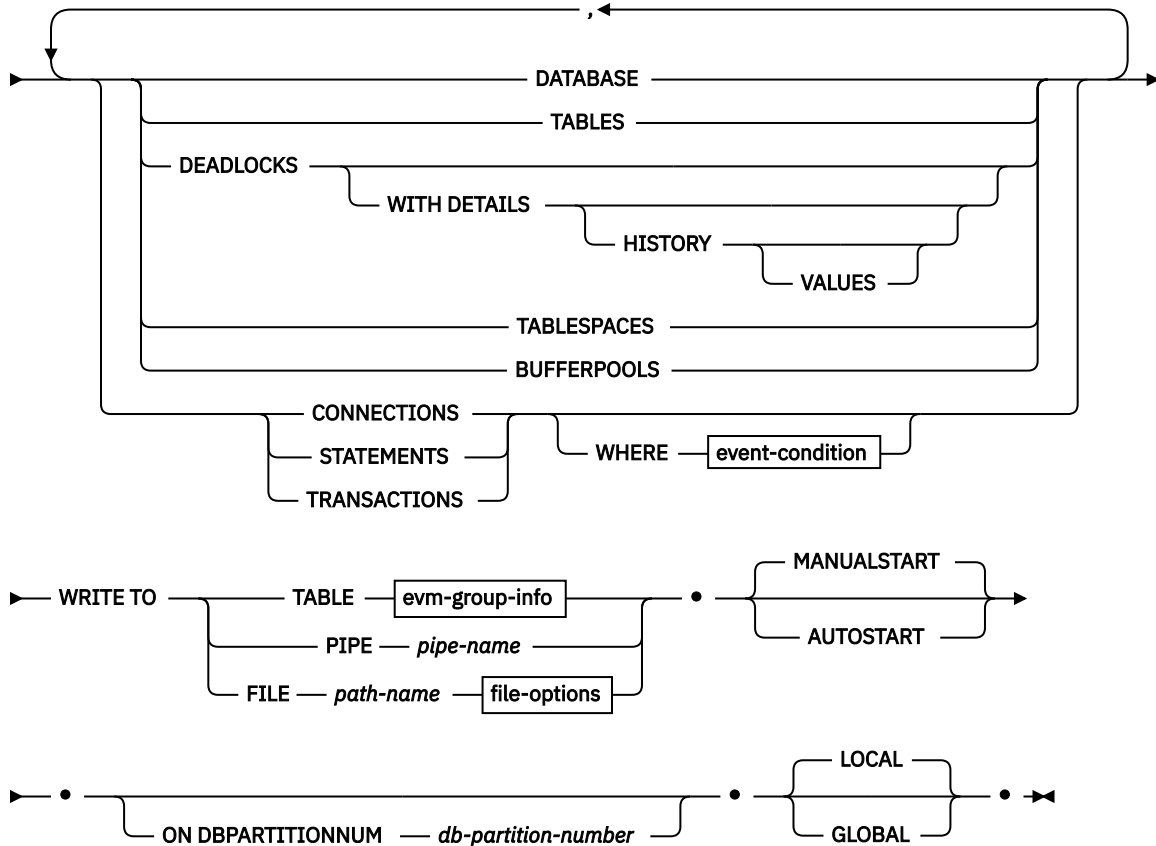 ,
DATABASE
TABLES
DEADLOCKS
WITH DETAILS
HISTORY
VALUES
TABLESPACES
BUFFERPOOLS
CONNECTIONS
STATEMENTS
WHERE event-condition
TRANSACTIONS
MANUALSTART
WRITE TO TABLE evm-group-info •
AUTOSTART
PIPE pipe-name
FILE path-name file-options
LOCAL
• • •
ON DBPARTITIONNUM db-partition-number GLOBAL